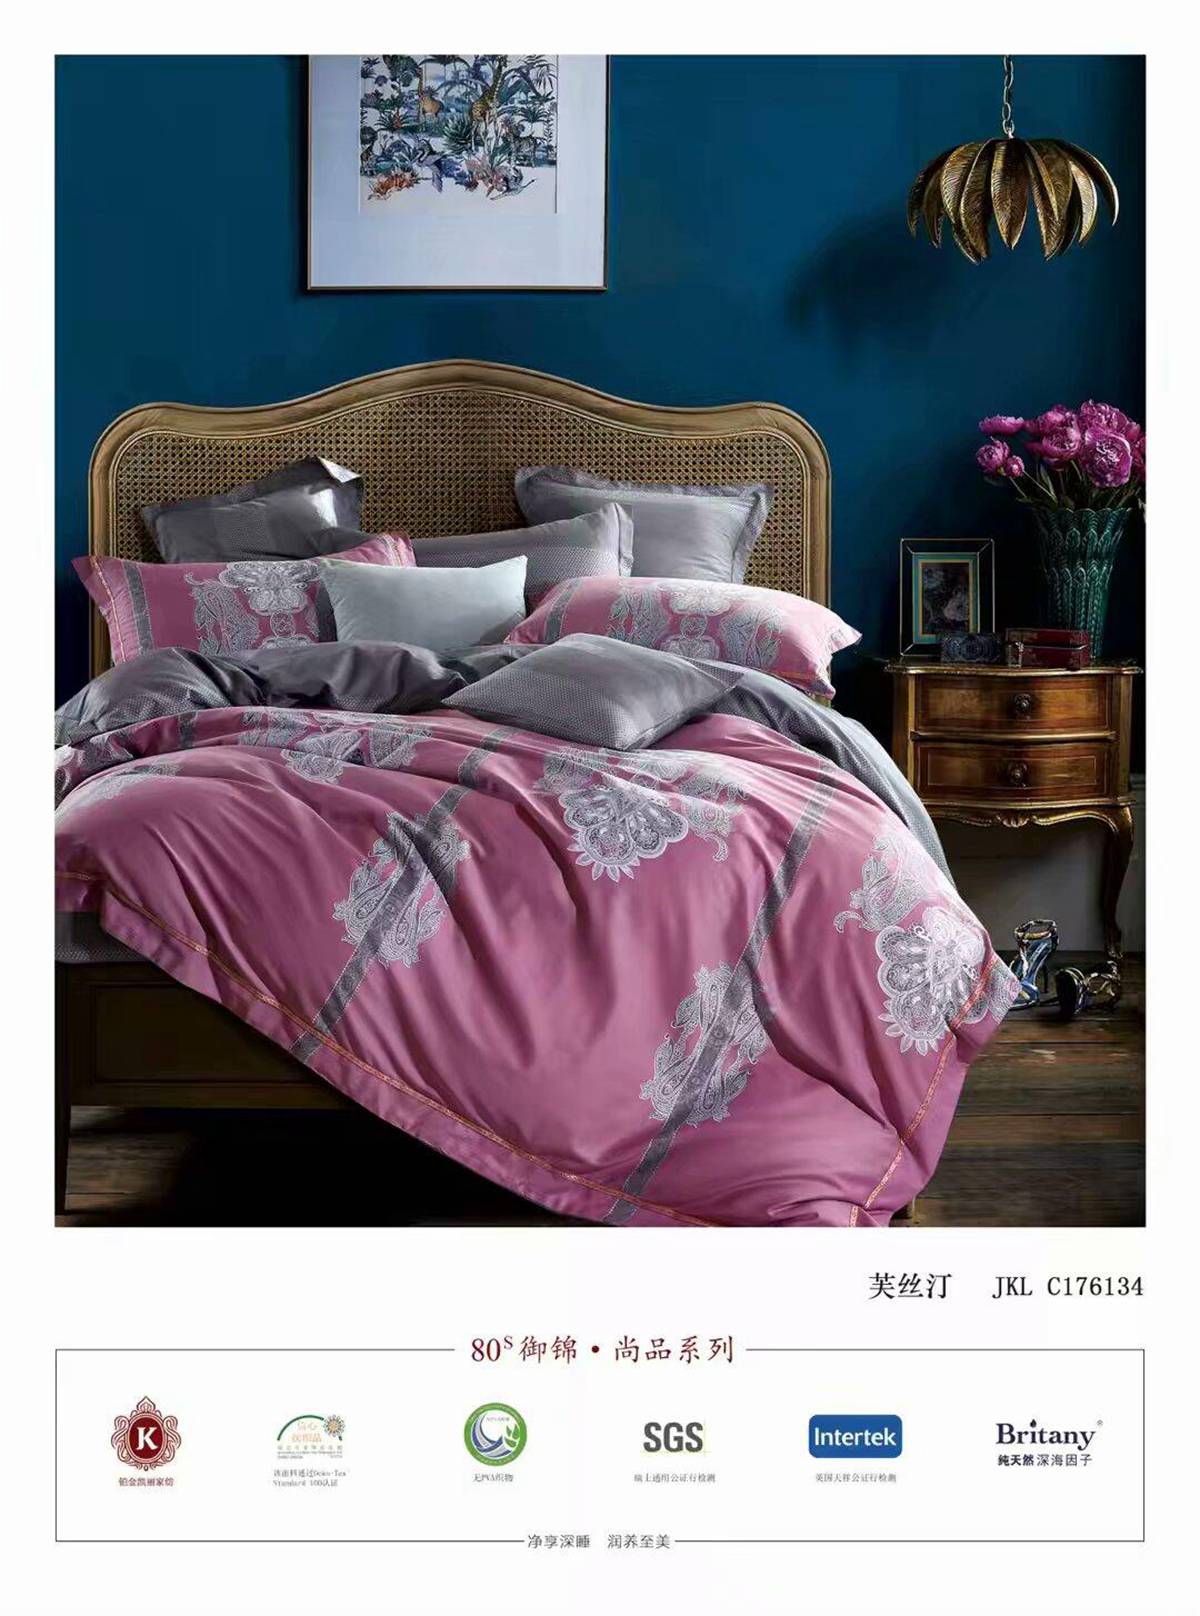 芙丝汀 JKL C176134
80S御锦·尚品系列
K
铂金凯丽家纺
信心
纺织品
该面料通过Oeko-Tex
Standard 100认证
无PVA织物
SGS
瑞士通用公证行检测
Intertek
英国天祥公证行检测
Britany®
纯天然 深海因子
净享深睡 润养至美